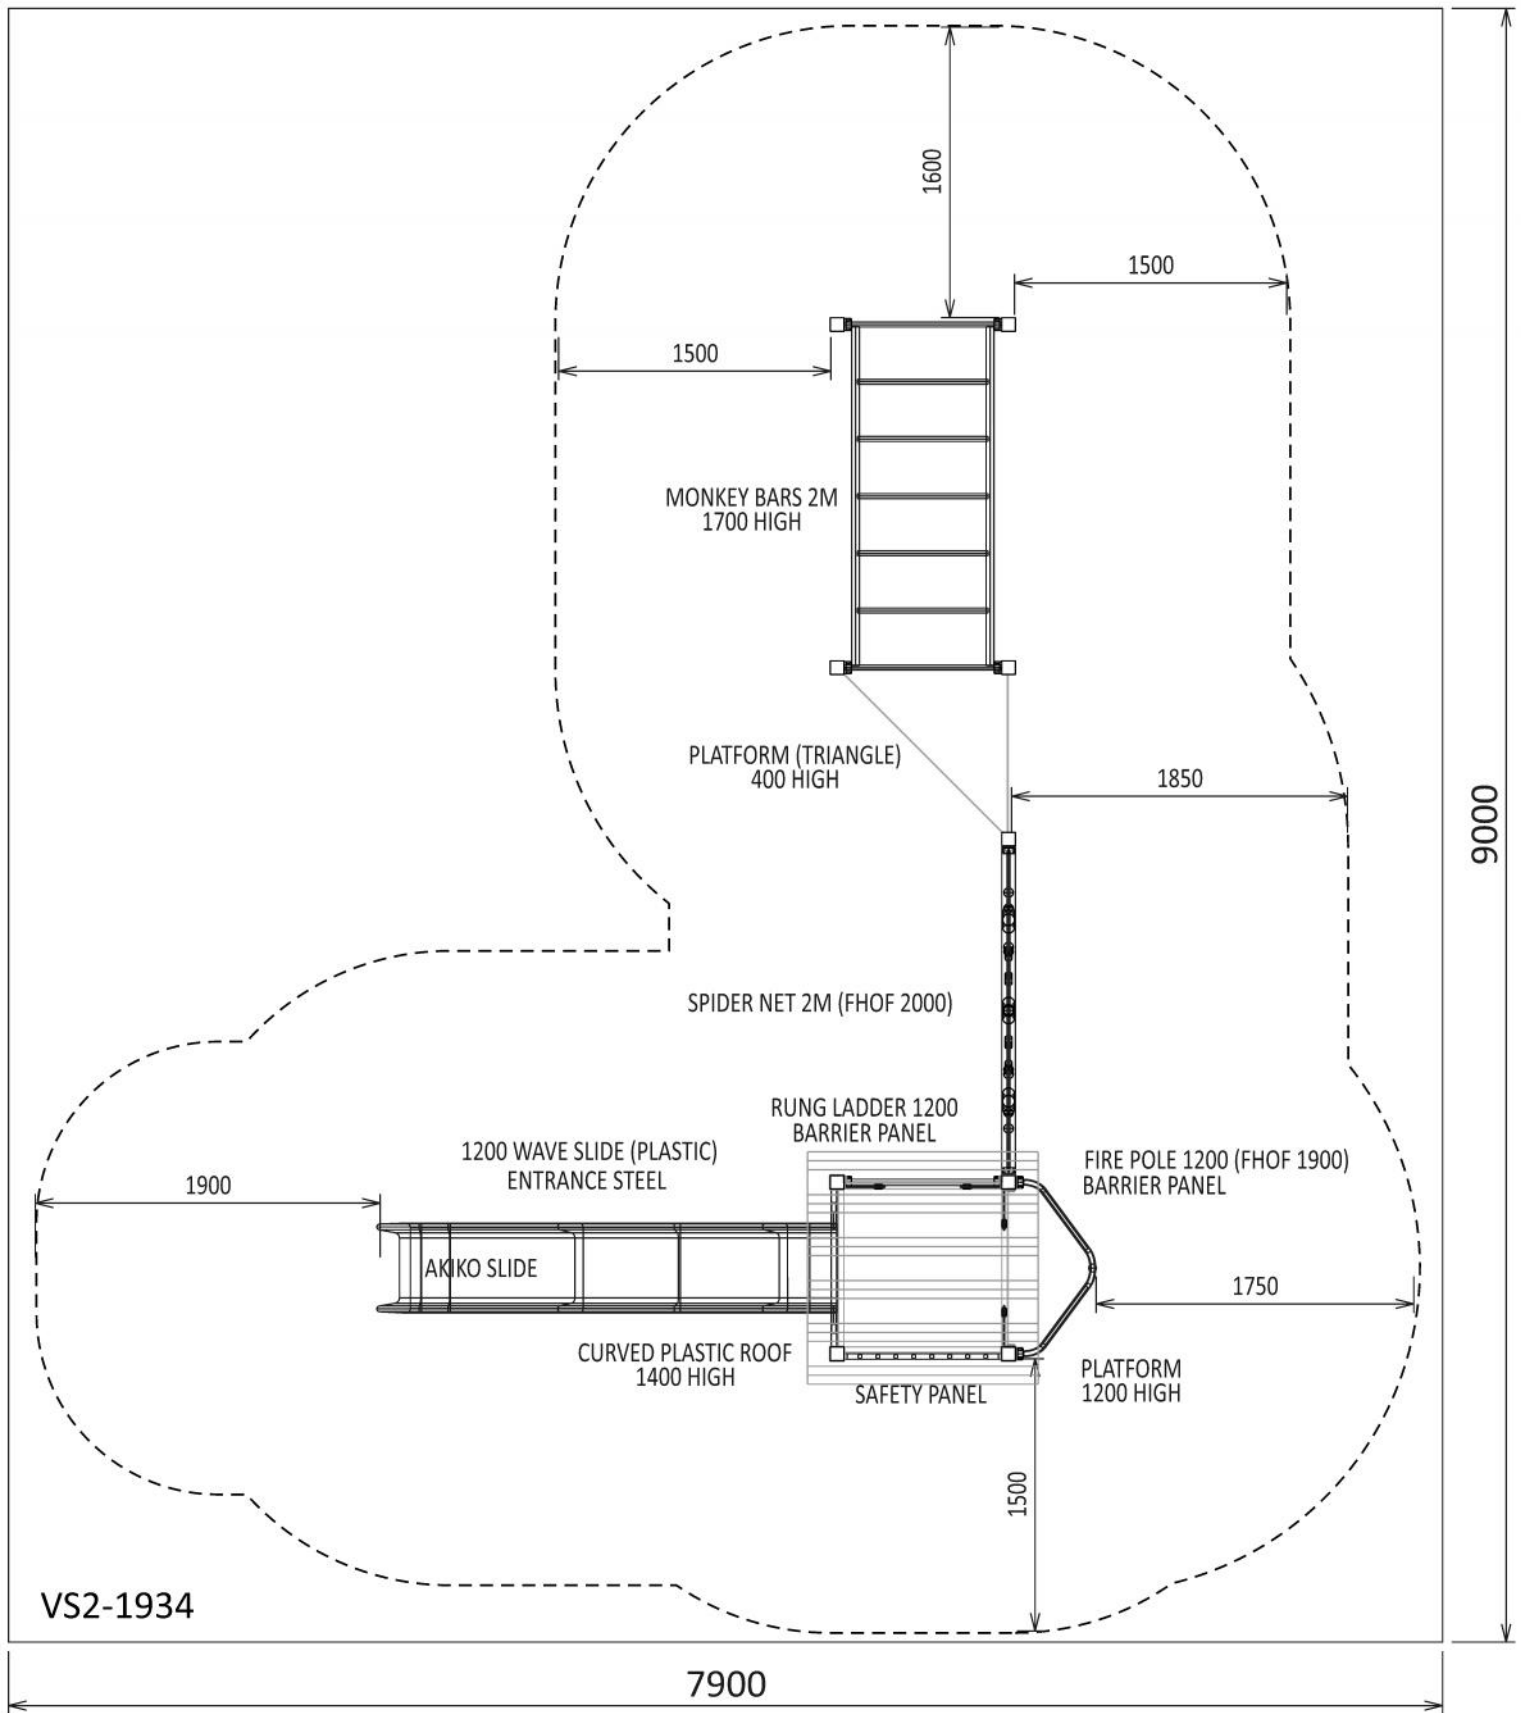 1600
1500
1500
MONKEY BARS 2M
1700 HIGH
PLATFORM (TRIANGLE)
400 HIGH
1850
9000
SPIDER NET 2M (FHOF 2000)
RUNG LADDER 1200
BARRIER PANEL
1200 WAVE SLIDE (PLASTIC)
ENTRANCE STEEL
FIRE POLE 1200 (FHOF 1900)
BARRIER PANEL
1900
AKIKO SLIDE
1750
CURVED PLASTIC ROOF
1400 HIGH
PLATFORM
1200 HIGH
SAFETY PANEL
1500
VS2-1934
7900